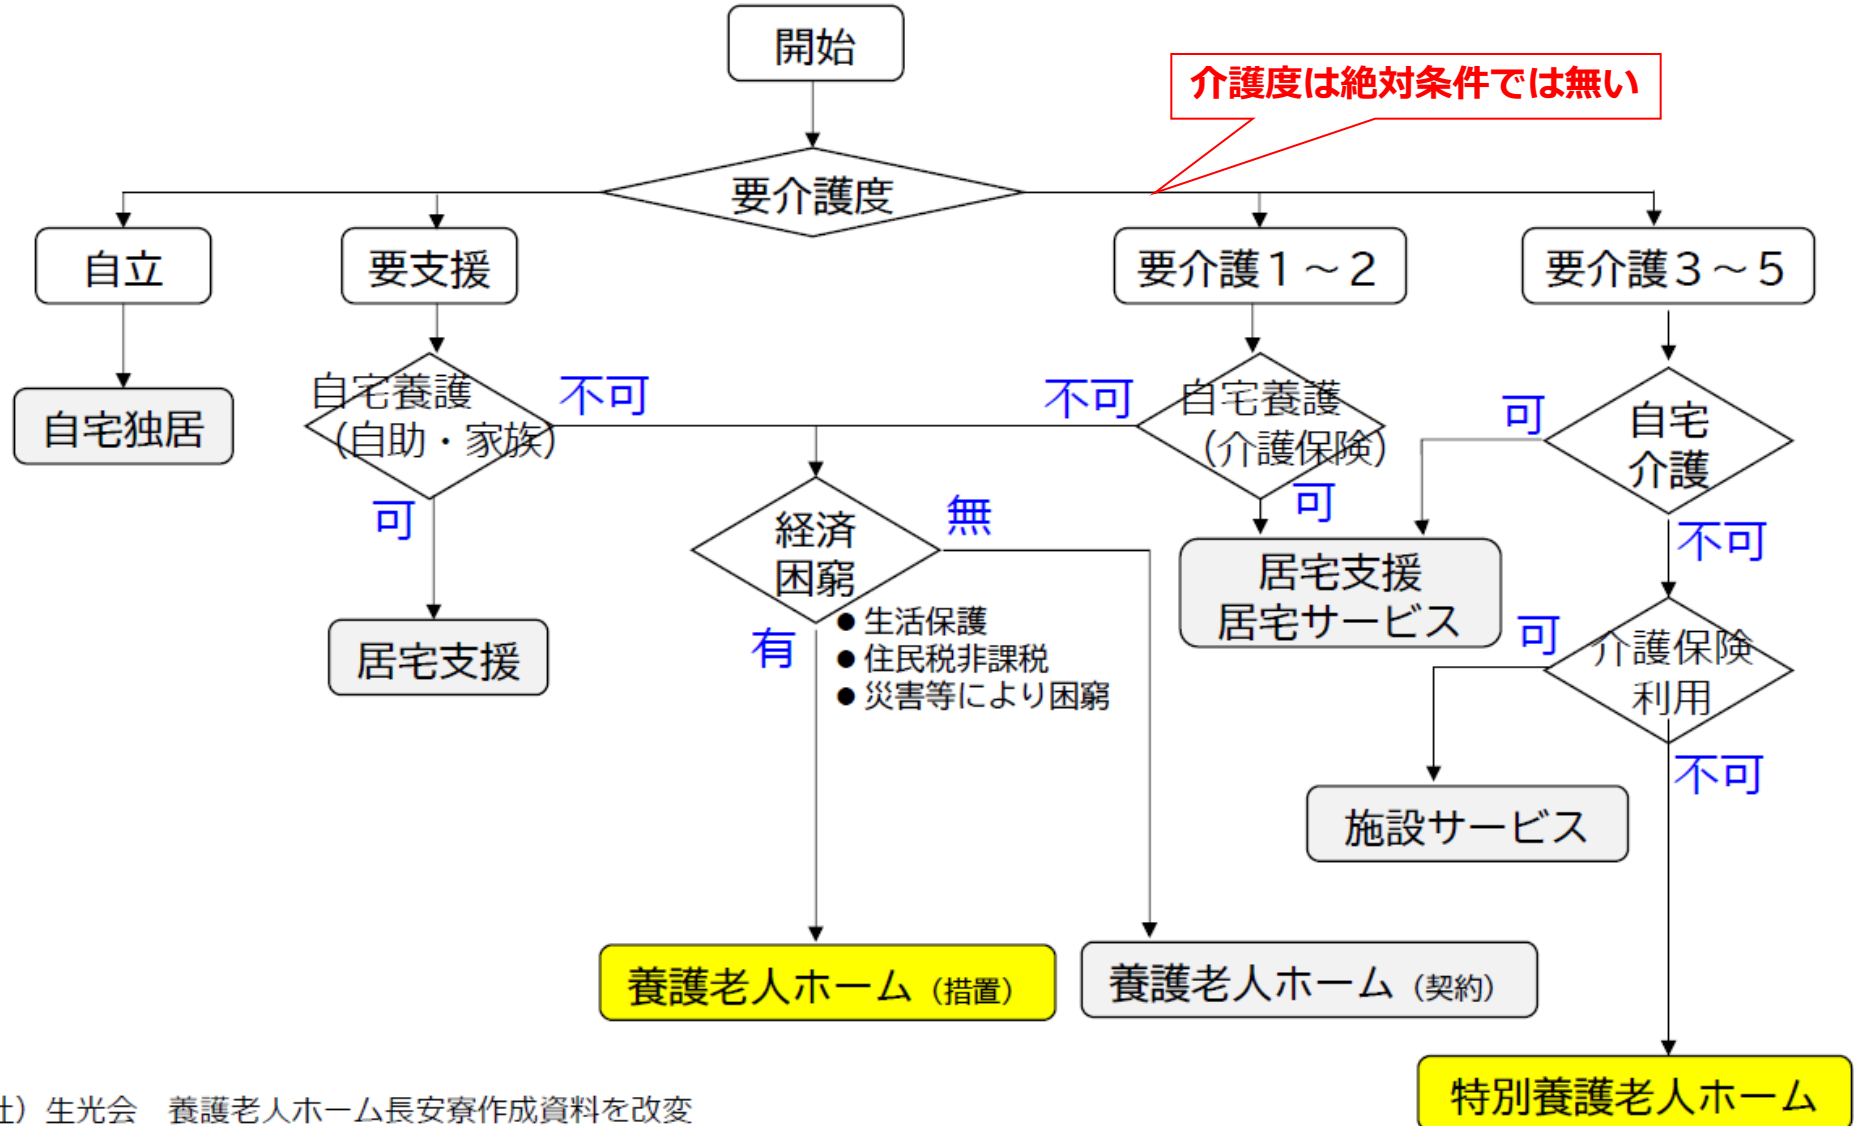 開始
介護度は絶対条件では無い
要介護度
自立
要支援
要介護1～2
要介護3～5
自宅独居
自宅養護
（自助・家族）
不可
不可
自宅養護
（介護保険）
可
自宅
介護
可
可
不可
経済
困窮
無
有
● 生活保護
● 住民税非課税
● 災害等により困窮
居宅支援
居宅支援
居宅サービス
可
介護保険
利用
不可
施設サービス
養護老人ホーム（措置）
養護老人ホーム（契約）
特別養護老人ホーム
社）生光会　養護老人ホーム長安寮作成資料を改変